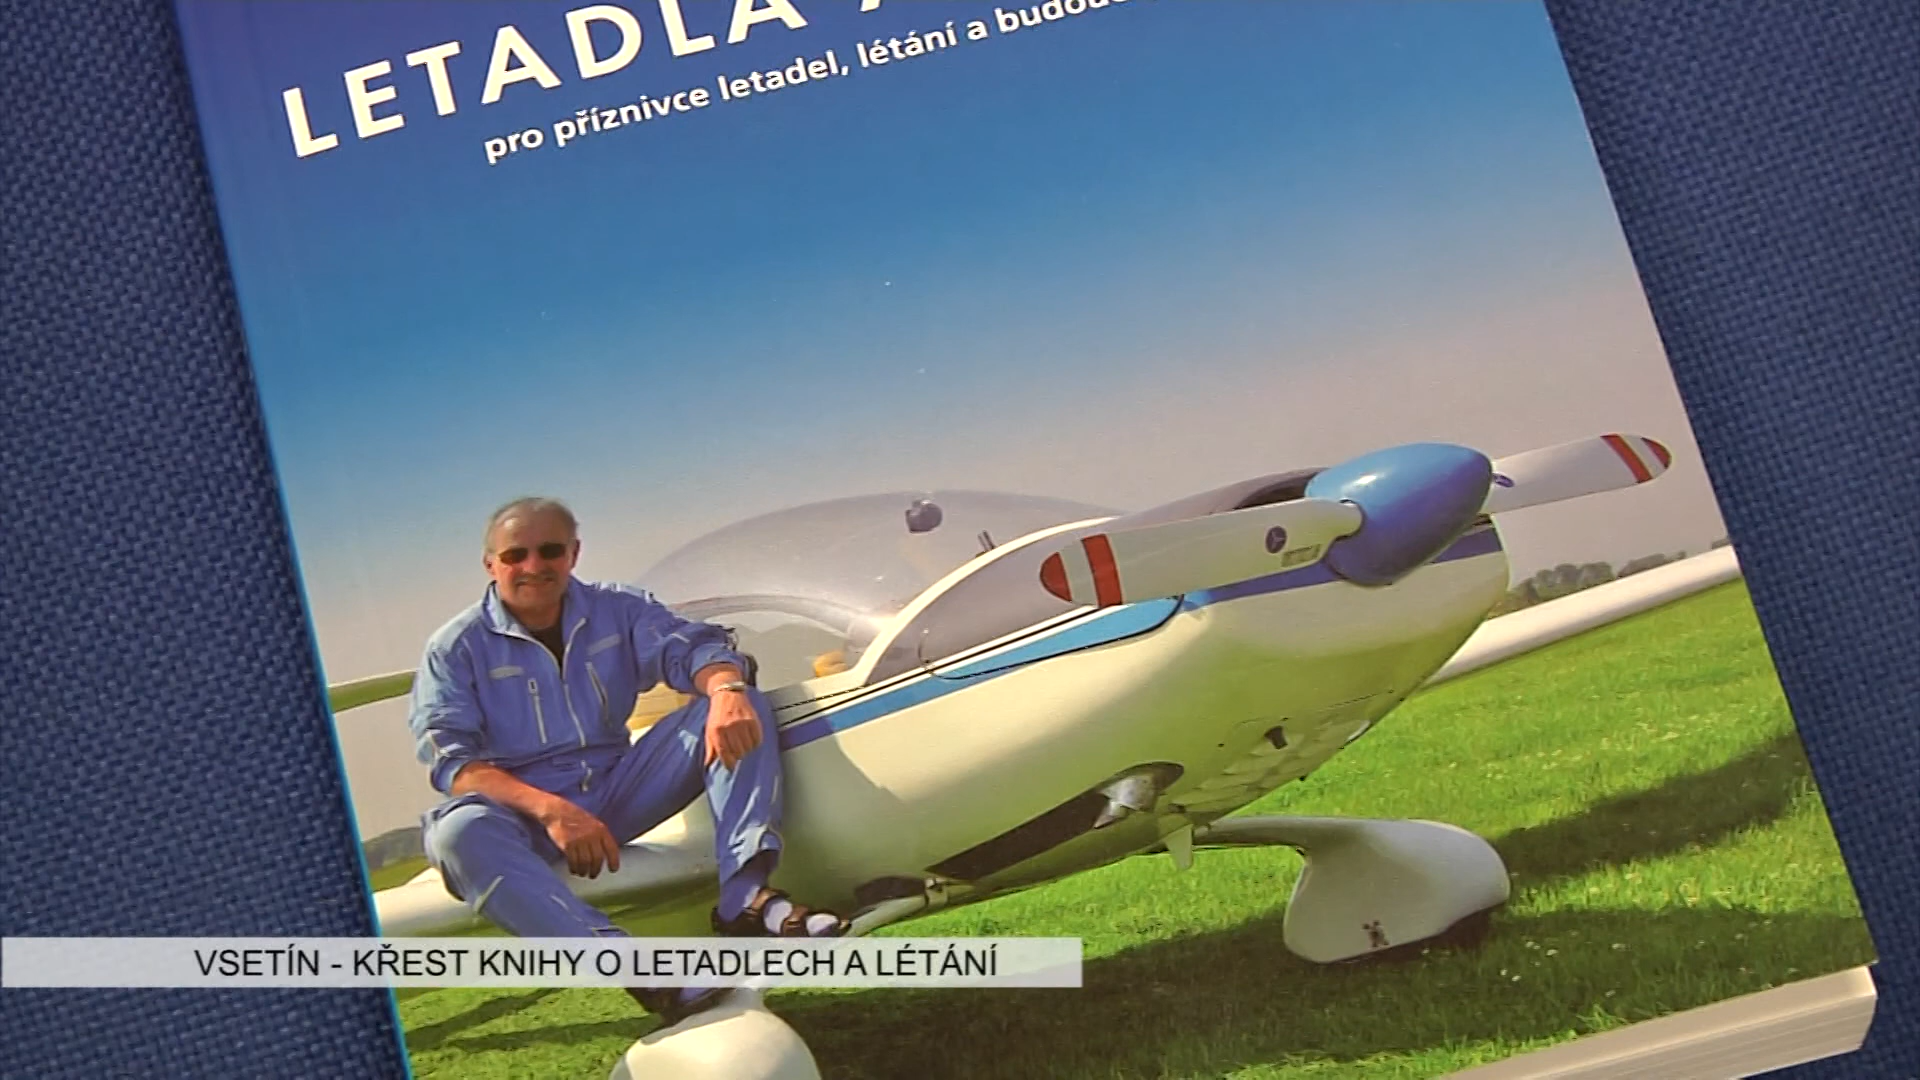 LETADLA
pro příznivce letadel, létání a
VSETÍN - KŘEST KNIHY O LETADLECH A LÉTÁNÍ